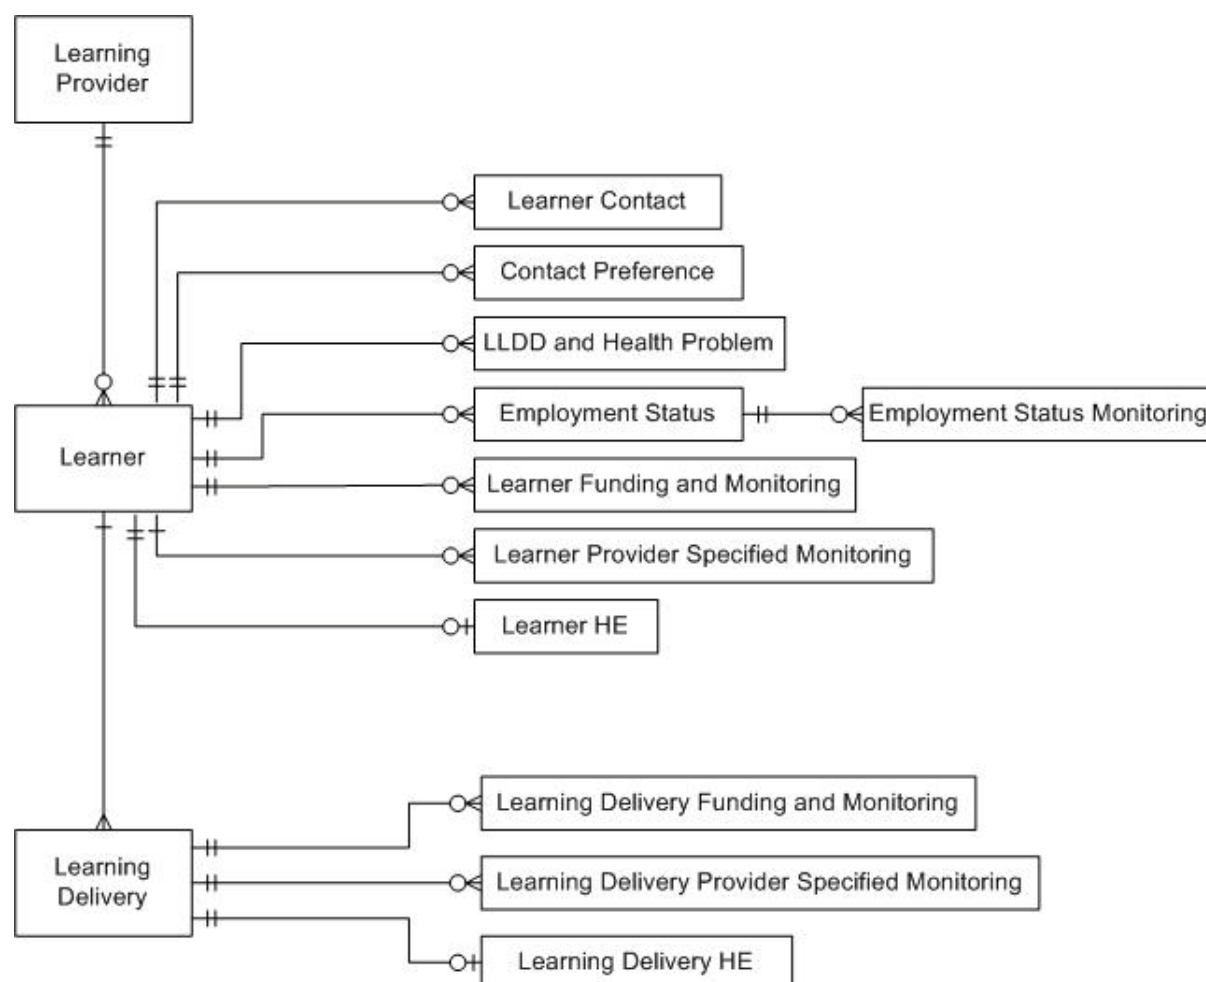 Learning
Provider
Learner Contact
Contact Preference
LLDD and Health Problem
Employment Status
Employment Status Monitoring
Learner
Learner Funding and Monitoring
Learner Provider Specified Monitoring
Learner HE
Learning Delivery Funding and Monitoring
Learning
Delivery
Learning Delivery Provider Specified Monitoring
Learning Delivery HE